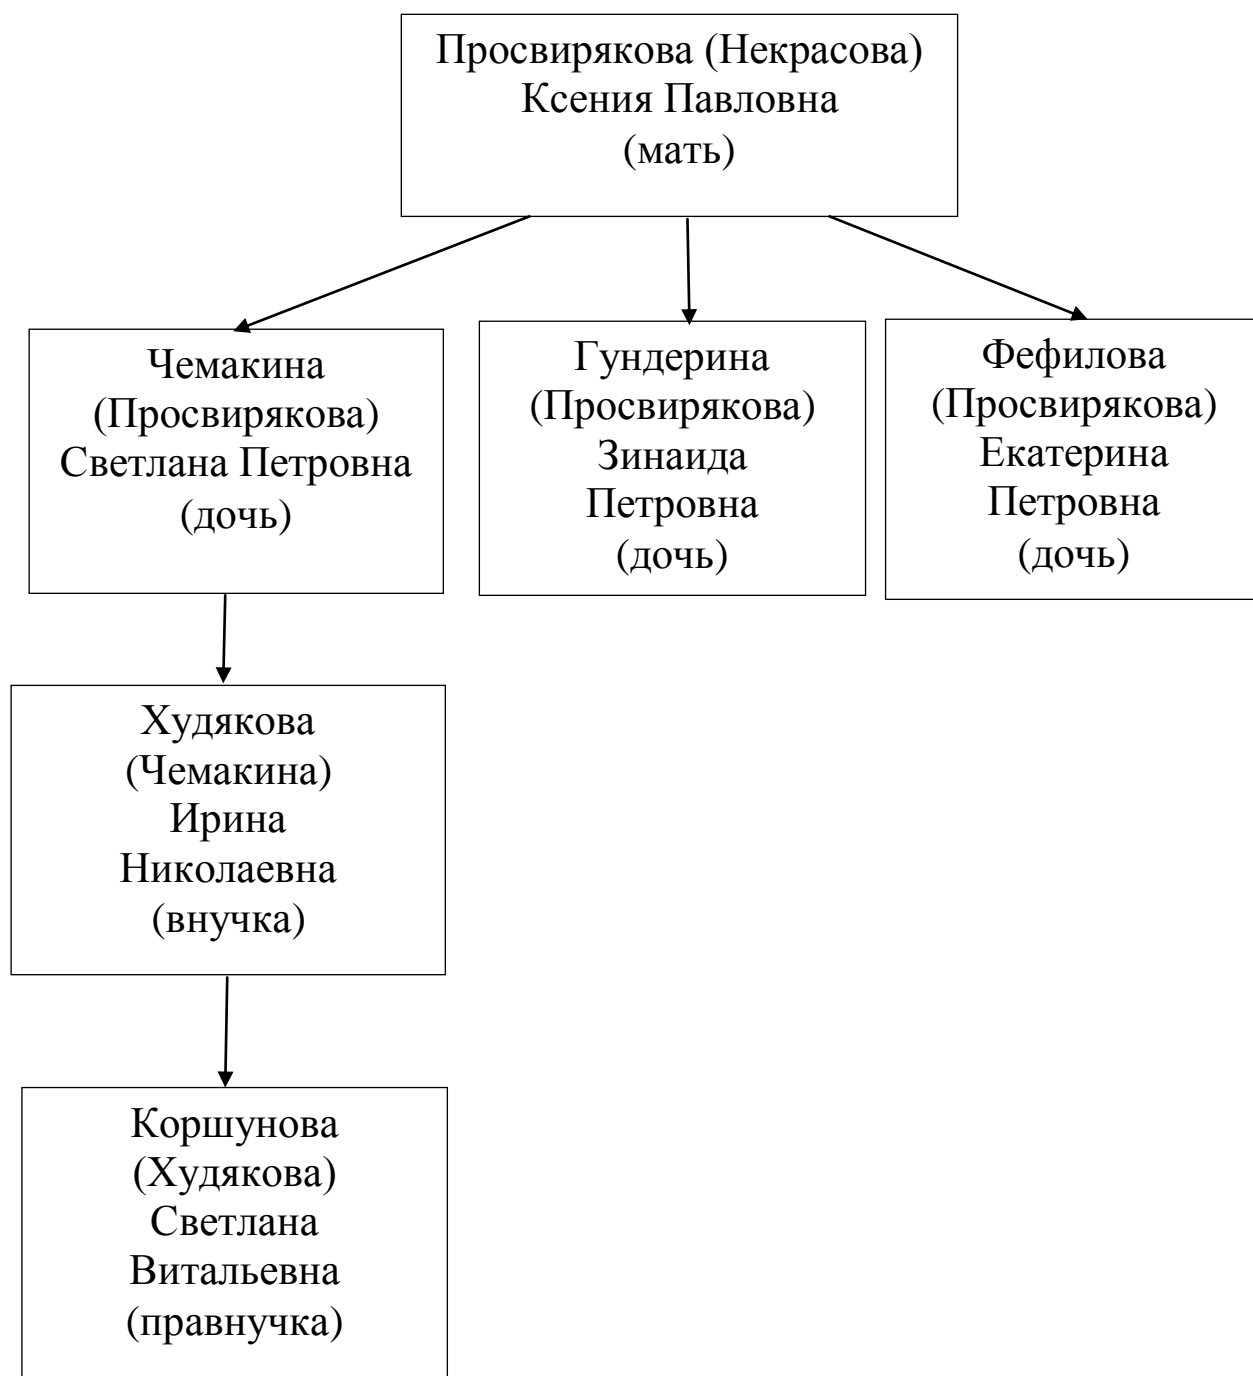 Просвирякова (Некрасова)
Ксения Павловна
(мать)
Чемакина
(Просвирякова)
Светлана Петровна
(дочь)
Гундерина
(Просвирякова)
Зинаида
Петровна
(дочь)
Фефилова
(Просвирякова)
Екатерина
Петровна
(дочь)
Худякова
(Чемакина)
Ирина
Николаевна
(внучка)
Коршунова
(Худякова)
Светлана
Витальевна
(правнучка)